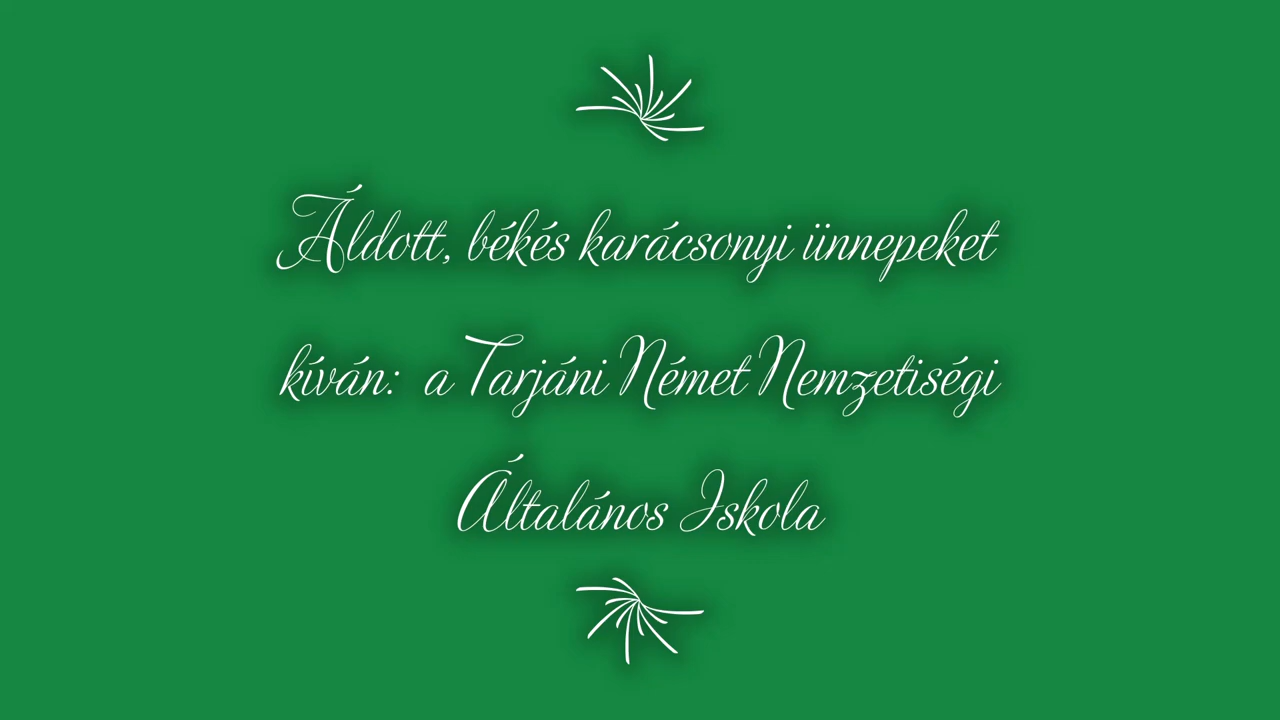 Áldott, békés karácsonyi ünnepeket
kíván: a Tarjáni Német Nemzetiségi
Általános Iskola